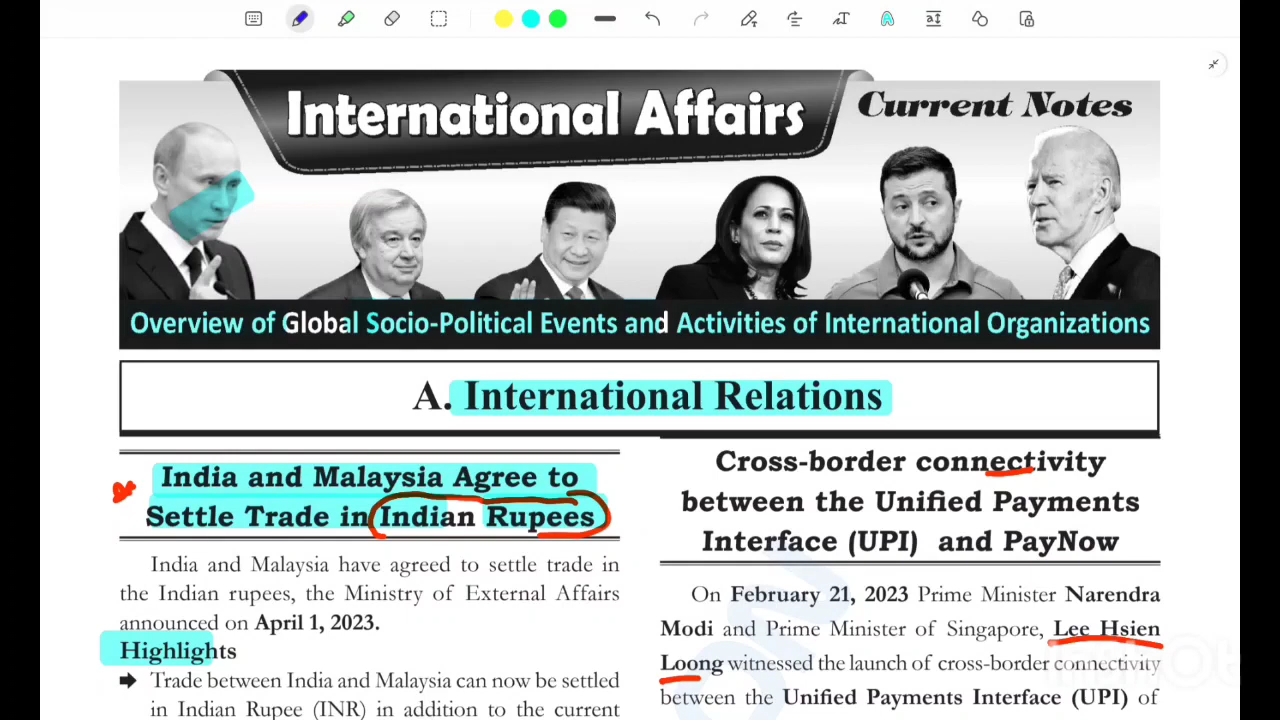 International Affairs
Current Notes
Overview of Global Socio-Political Events and Activities of International Organizations
A. International Relations
India and Malaysia Agree to
Settle Trade in Indian Rupees
India and Malaysia have agreed to settle trade in
the Indian rupees, the Ministry of External Affairs
announced on April 1, 2023.
Highlights
Trade between India and Malaysia can now be settled
in Indian Rupee (INR) in addition to the current
Cross-border connectivity
between the Unified Payments
Interface (UPI) and PayNow
On February 21, 2023 Prime Minister Narendra
Modi and Prime Minister of Singapore, Lee Hsien
Loong witnessed the launch of cross-border connectivity
between the Unified Payments Interface (UPI) of